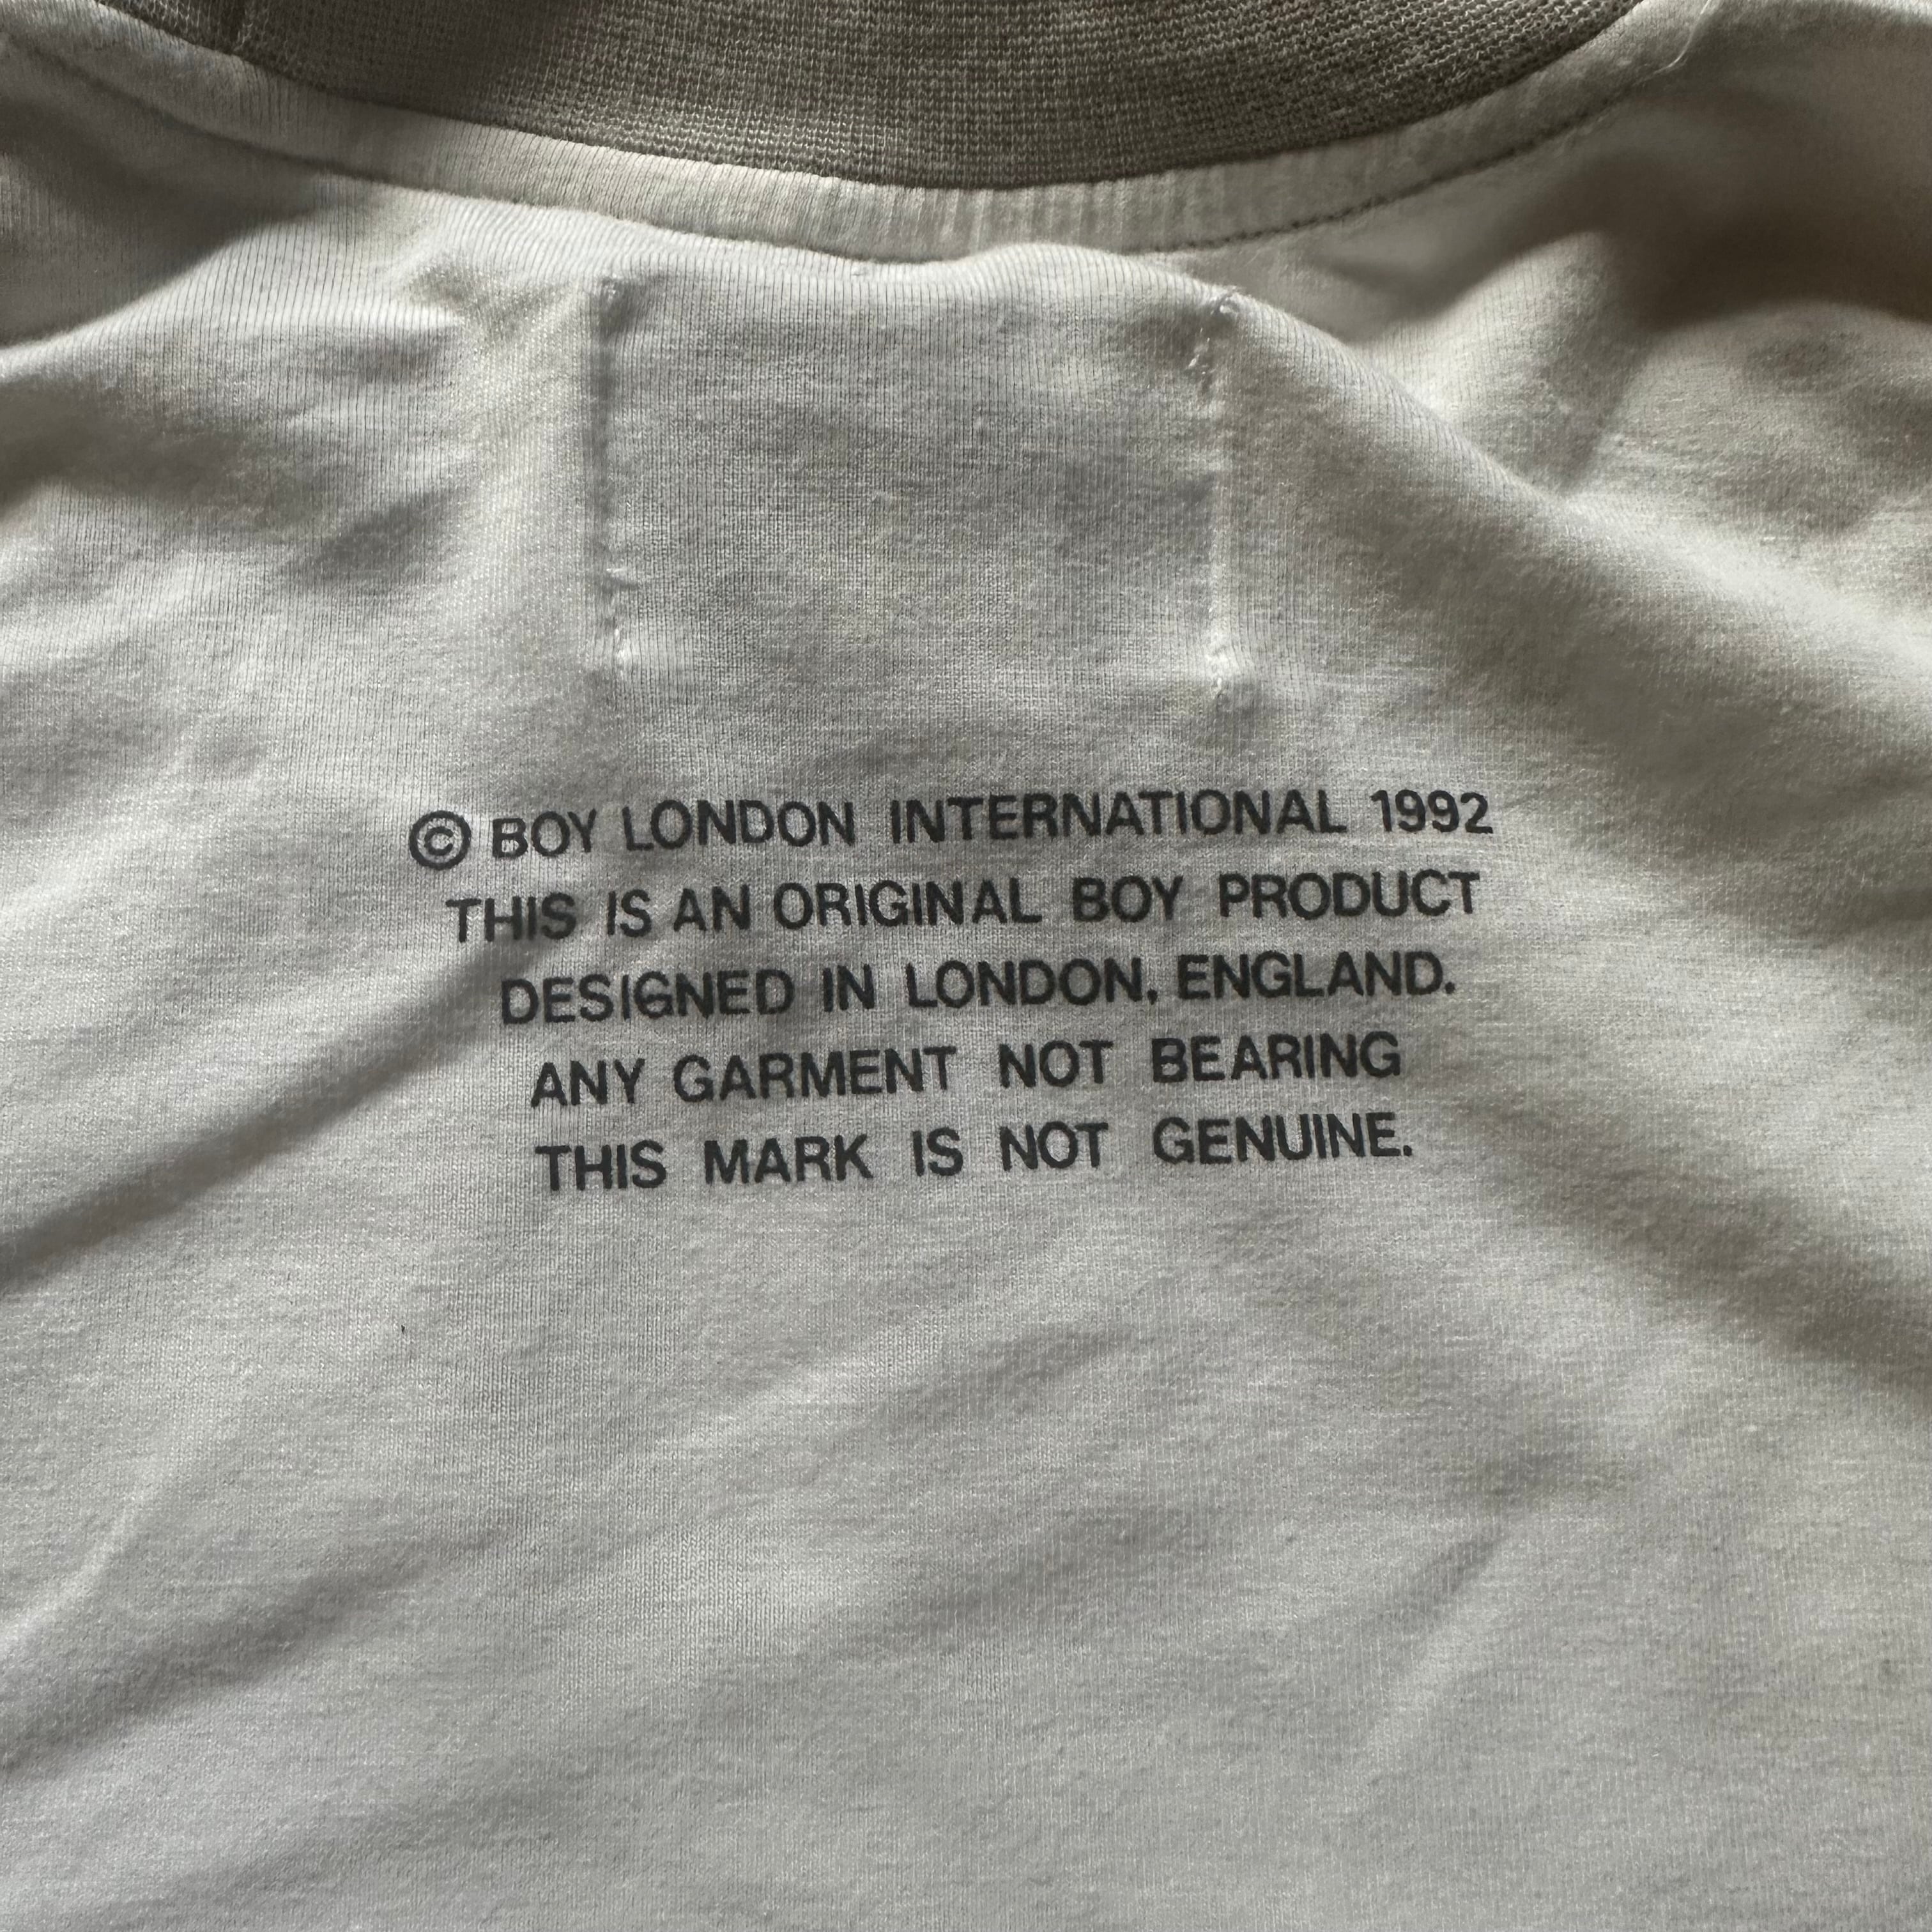 © BOY LONDON INTERNATIONAL 1992
THIS IS AN ORIGINAL BOY PRODUCT
DESIGNED IN LONDON, ENGLAND.
ANY GARMENT NOT BEARING
THIS MARK IS NOT GENUINE.